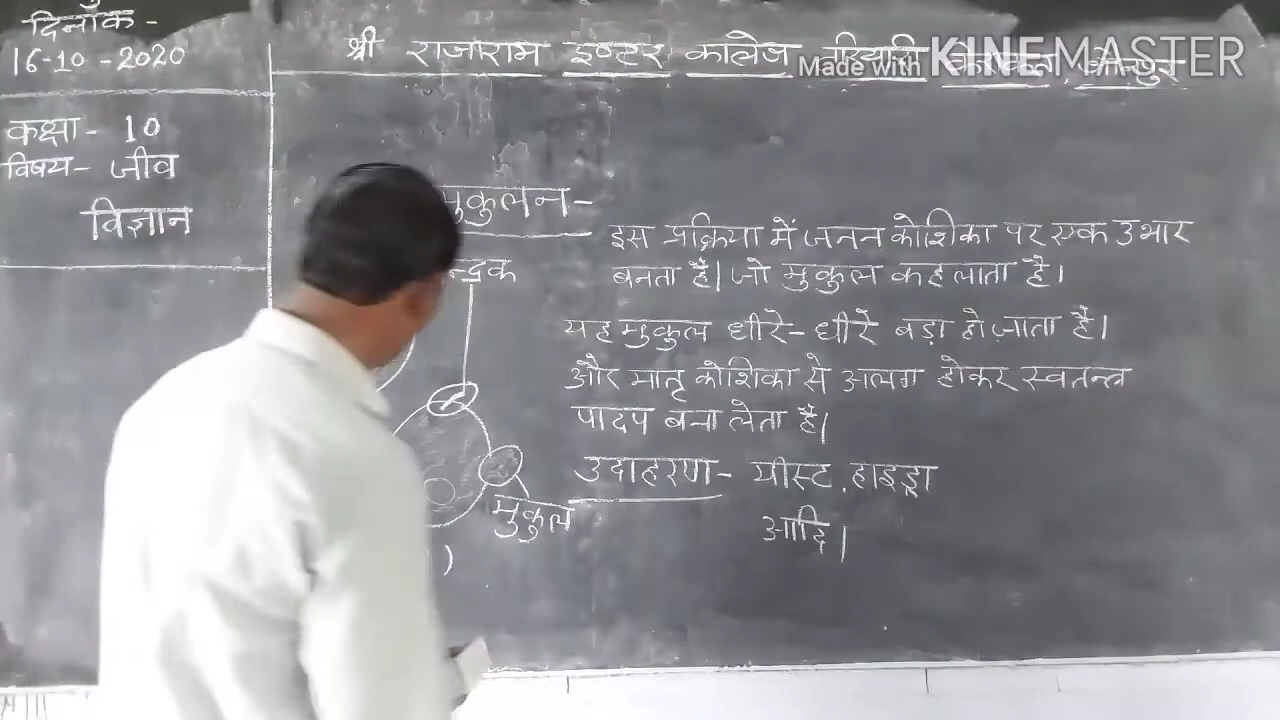 दिनाँक -
16-10-2020
श्री राजाराम इण्टर कालेज
Made with KINEMASTER
कक्षा - 10
विषय - जीव
विज्ञान
मुकुलन -
इस प्रक्रिया में जनन कोशिका पर एक उभार
बनता है। जो मुकुल कहलाता है।
यह मुकुल धीरे - धीरे बड़ा हो जाता है।
और मातृ कोशिका से अलग होकर स्वतन्त्र
पादप बना लेता है।
उदाहरण - यीस्ट, हाइड्रा
आदि।
न्द्रक
मुकुल
)